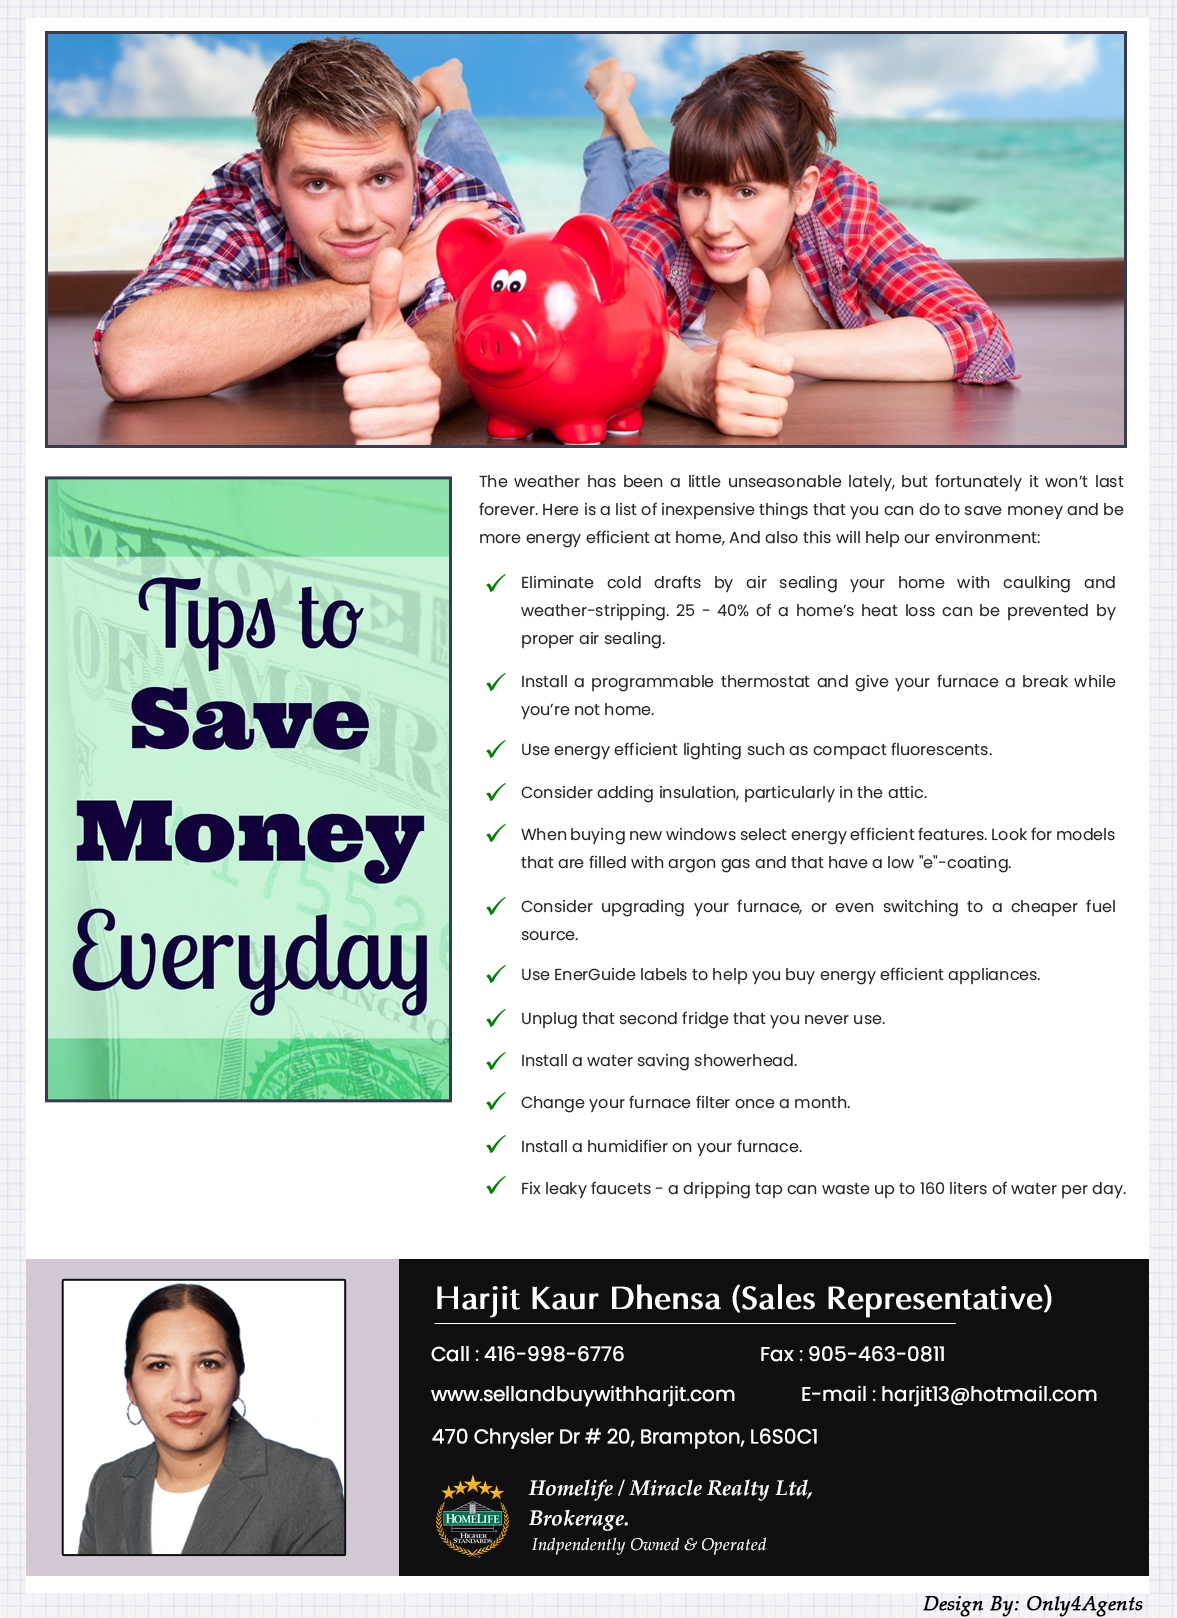 Tips to
Save
Money
Everyday
The weather has been a little unseasonable lately, but fortunately it won't last
forever. Here is a list of inexpensive things that you can do to save money and be
more energy efficient at home, And also this will help our environment:
Eliminate cold drafts by air sealing your home with caulking and
weather-stripping. 25 - 40% of a home's heat loss can be prevented by
proper air sealing.
Install a programmable thermostat and give your furnace a break while
you're not home.
Use energy efficient lighting such as compact fluorescents.
Consider adding insulation, particularly in the attic.
When buying new windows select energy efficient features. Look for models
that are filled with argon gas and that have a low "e"-coating.
Consider upgrading your furnace, or even switching to a cheaper fuel
source.
Use EnerGuide labels to help you buy energy efficient appliances.
Unplug that second fridge that you never use.
Install a water saving showerhead.
Change your furnace filter once a month.
Install a humidifier on your furnace.
Fix leaky faucets - a dripping tap can waste up to 160 liters of water per day.
Harjit Kaur Dhensa (Sales Representative)
Call : 416-998-6776 Fax : 905-463-0811
www.sellandbuywithharjit.com E-mail : harjit13@hotmail.com
470 Chrysler Dr # 20, Brampton, L6S0C1
HOMELIFE
HIGHER
STANDARDS
Homelife / Miracle Realty Ltd,
Brokerage.
Indpendently Owned & Operated
Design By: Only4Agents